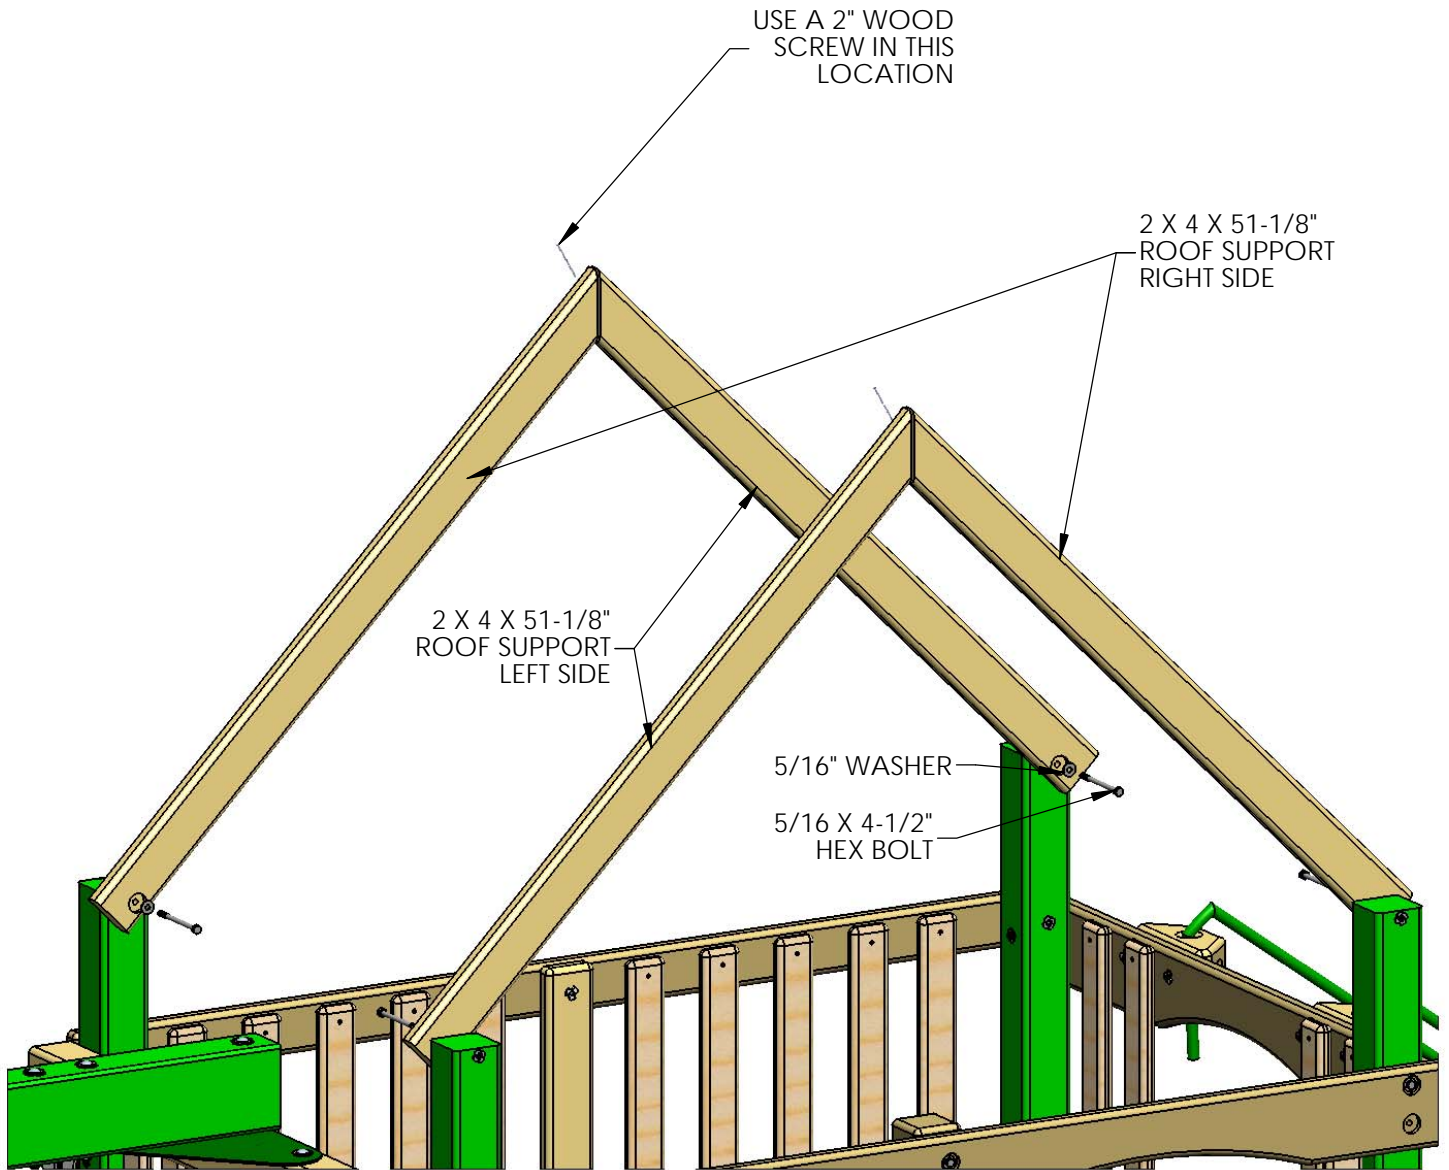 USE A 2" WOOD
SCREW IN THIS
LOCATION
2 X 4 X 51-1/8"
ROOF SUPPORT
RIGHT SIDE
2 X 4 X 51-1/8"
ROOF SUPPORT
LEFT SIDE
5/16" WASHER
5/16 X 4-1/2"
HEX BOLT